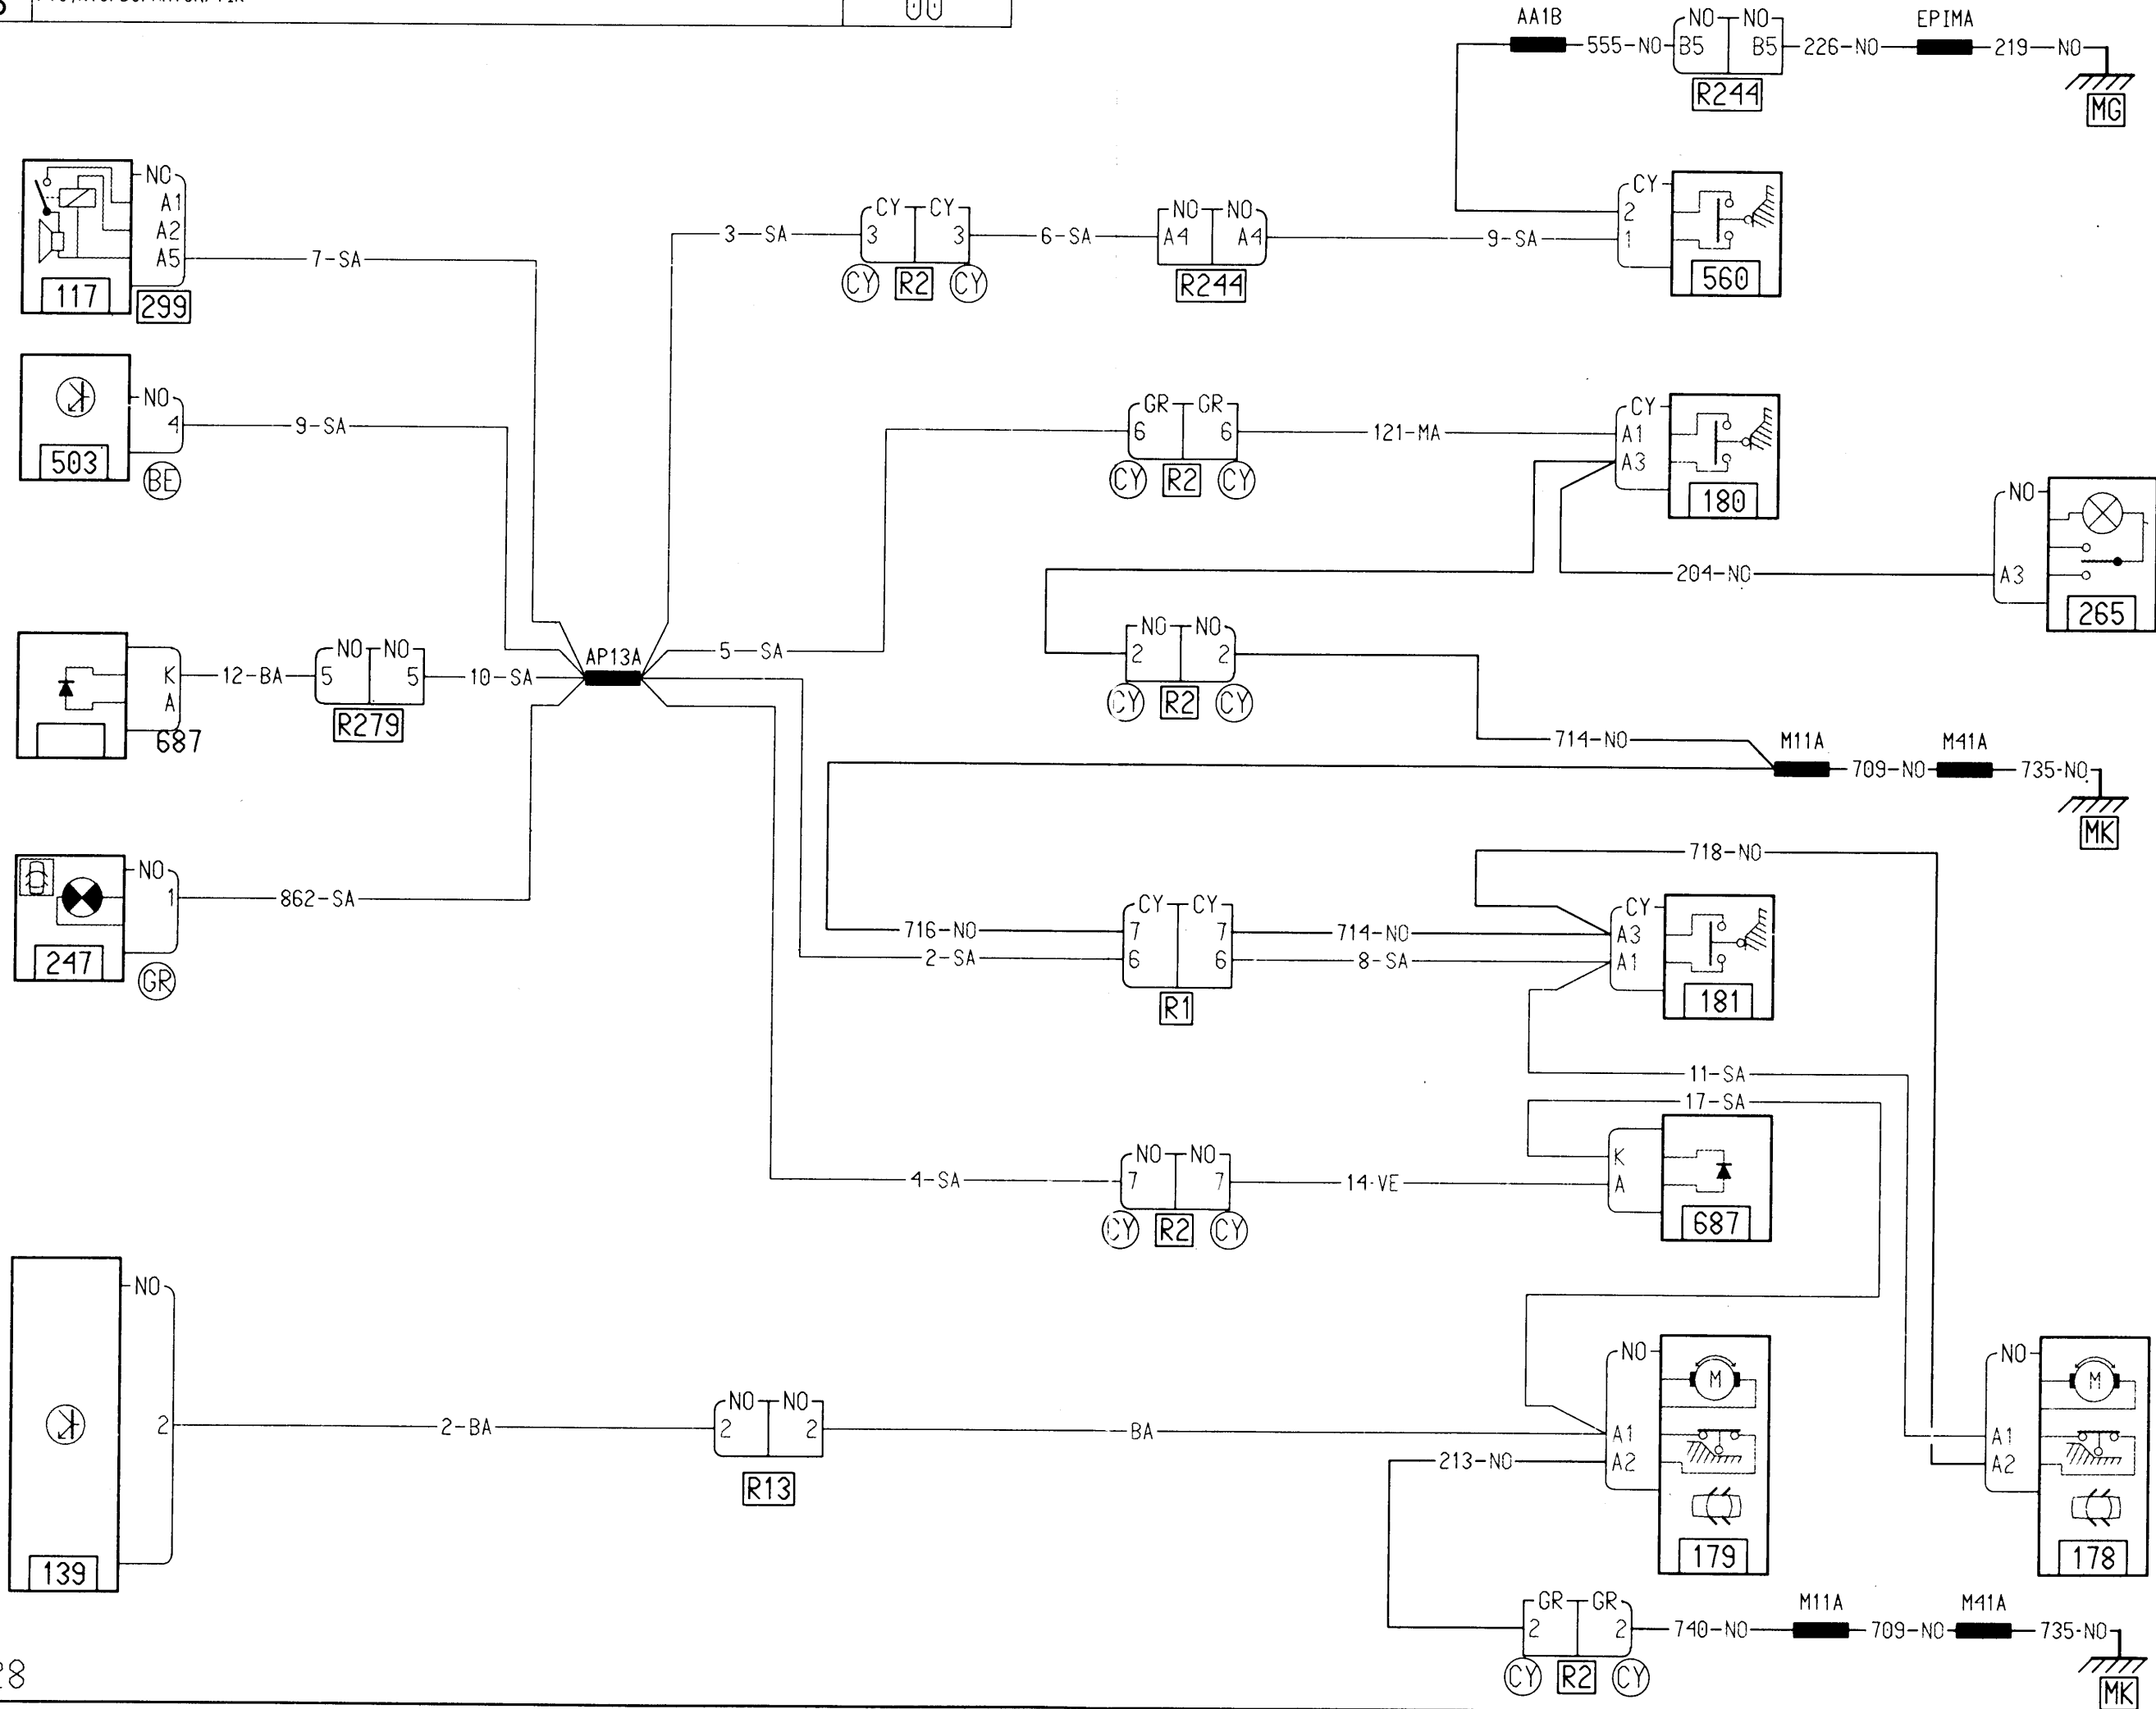 00
AA1B
555-NO
NO NO
B5 B5
R244
226-NO
EPIMA
219-NO
MG
NO
A1
A2
A5
117
299
7-SA
3-SA
CY CY
3 3
CY R2 CY
6-SA
NO NO
A4 A4
R244
9-SA
CY
2
1
560
NO
4
503
BE
9-SA
GR GR
6 6
CY R2 CY
121-MA
CY
A1
A3
180
204-NO
NO
A3
265
K
A
687
12-BA
NO NO
5 5
R279
10-SA
AP13A
5-SA
NO NO
2 2
CY R2 CY
714-NO
M11A
709-NO
M41A
735-NO
MK
NO
1
247
GR
862-SA
718-NO
716-NO
2-SA
CY CY
7 7
6 6
R1
714-NO
8-SA
CY
A3
A1
181
11-SA
17-SA
4-SA
NO NO
7 7
CY R2 CY
14-VE
K
A
687
NO
2
139
2-BA
NO NO
2 2
R13
BA
213-NO
NO
M
A1
A2
179
NO
M
A1
A2
178
GR GR
2 2
CY R2 CY
740-NO
M11A
709-NO
M41A
735-NO
MK